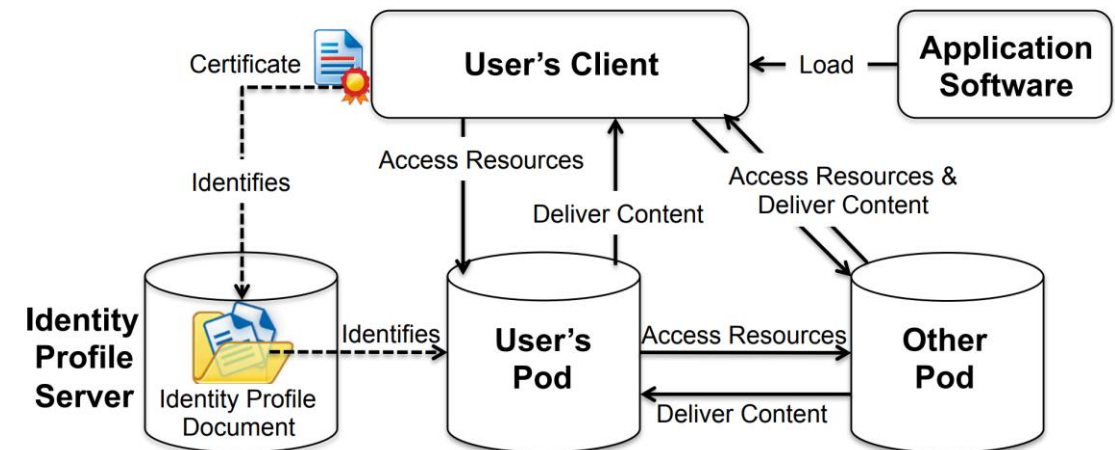 Certificate
User's Client
Load
Application
Software
Access Resources
Identifies
Deliver Content
Access Resources &
Deliver Content
Identity
Profile
Server
Identity Profile
Document
Identifies
User's
Pod
Access Resources
Deliver Content
Other
Pod